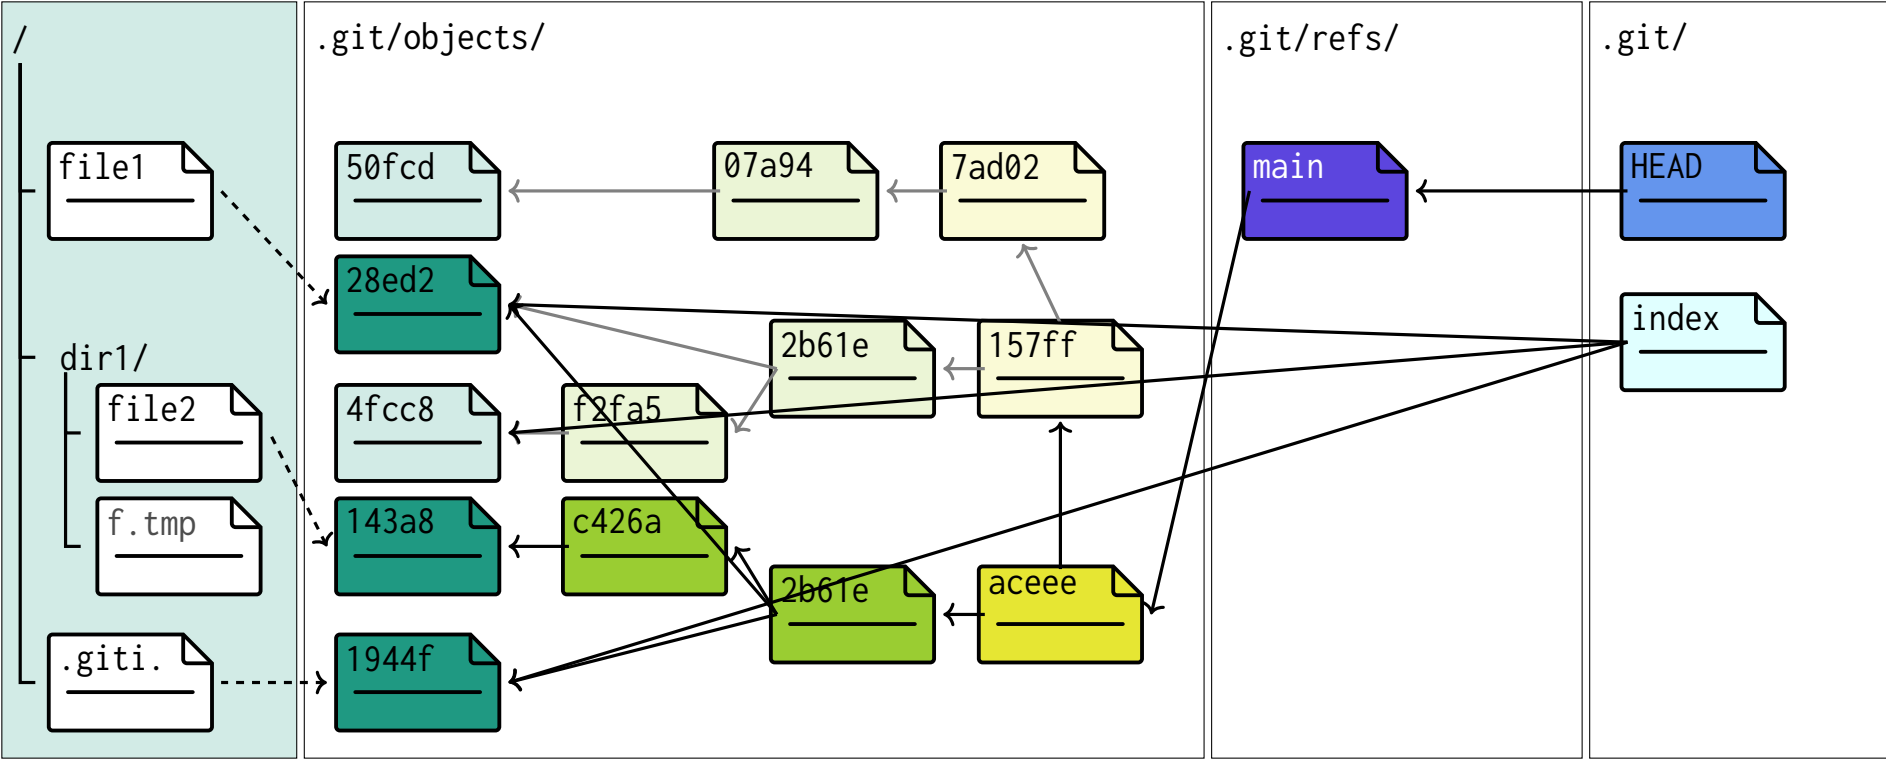 /
.git/objects/
.git/refs/
.git/
file1
50fcd
07a94
7ad02
main
HEAD
28ed2
index
dir1/
2b61e
157ff
file2
4fcc8
f2fa5
f.tmp
143a8
c426a
2b61e
aceee
.giti.
1944f